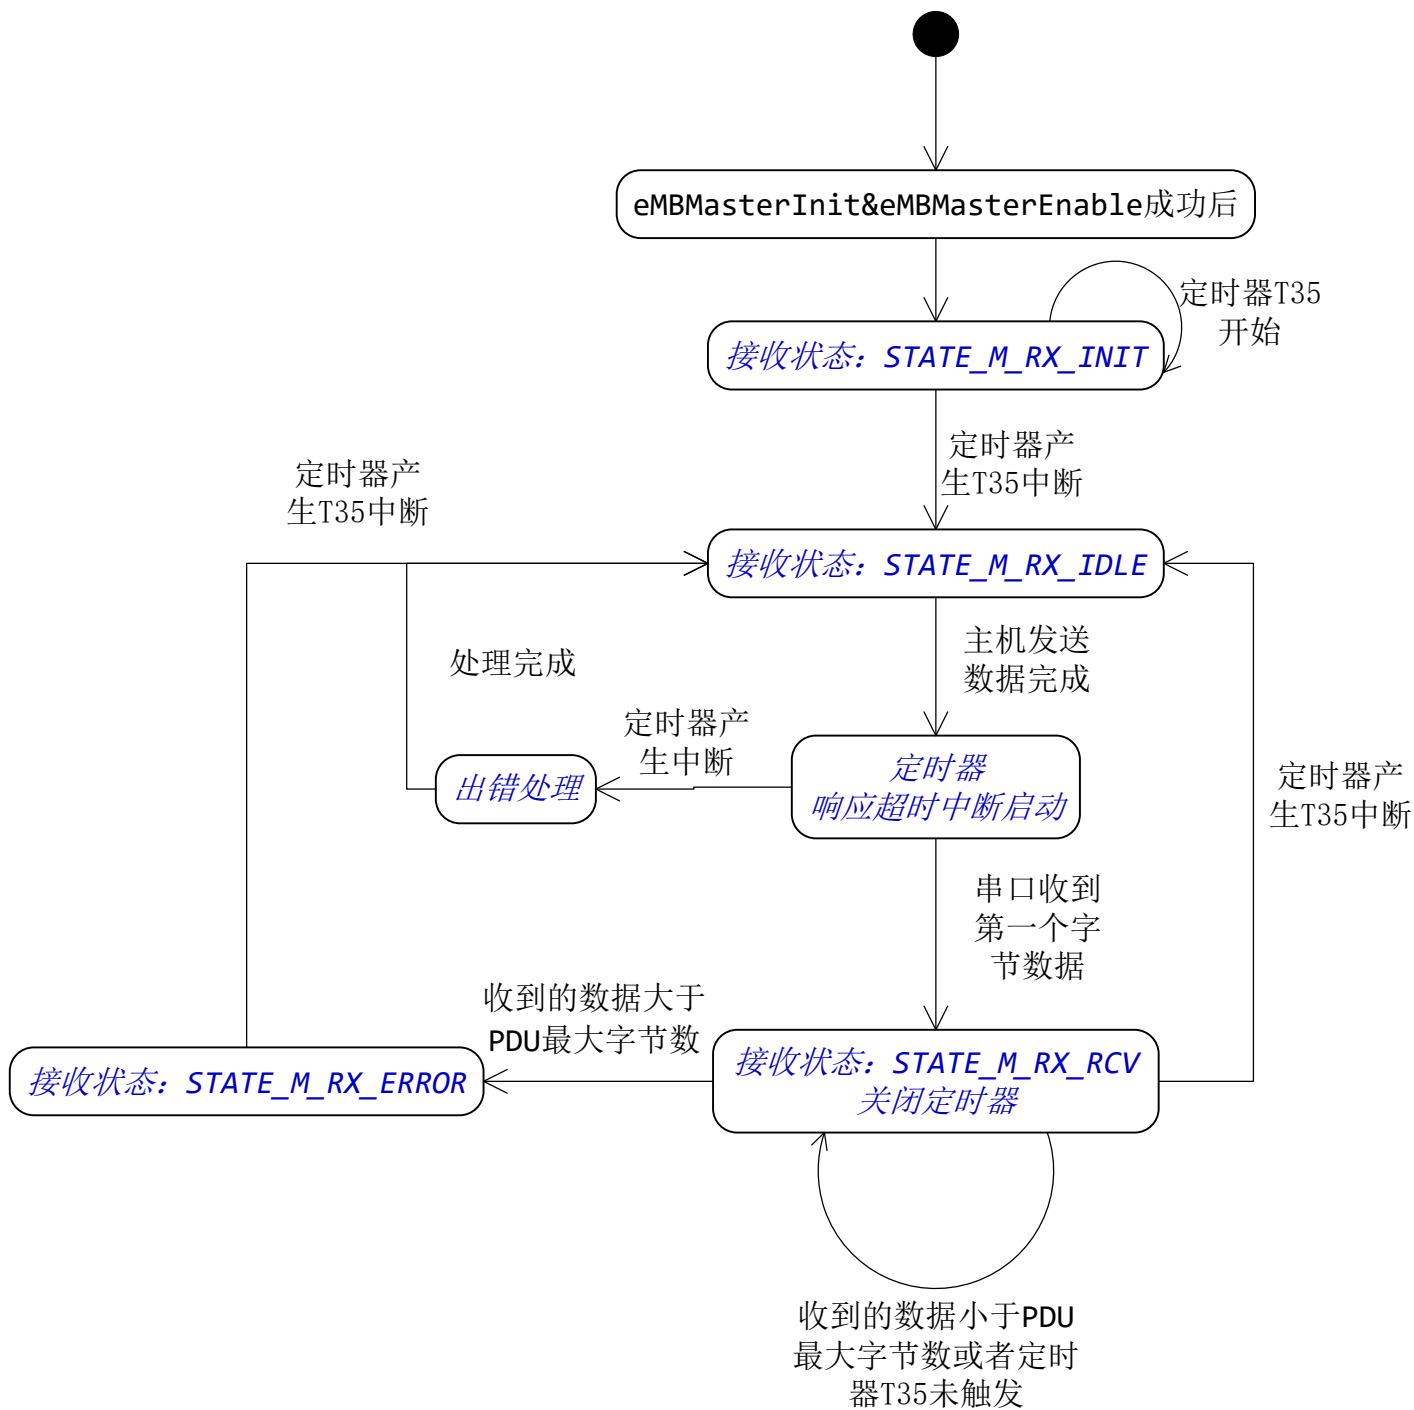 eMBMasterInit&eMBMasterEnable成功后
定时器T35
开始
接收状态：STATE_M_RX_INIT
定时器产
生T35中断
定时器产
生T35中断
接收状态：STATE_M_RX_IDLE
主机发送
数据完成
处理完成
定时器产
生中断
出错处理
定时器
响应超时中断启动
定时器产
生T35中断
串口收到
第一个字
节数据
收到的数据大于
PDU最大字节数
接收状态：STATE_M_RX_ERROR
接收状态：STATE_M_RX_RCV
关闭定时器
收到的数据小于PDU
最大字节数或者定时
器T35未触发